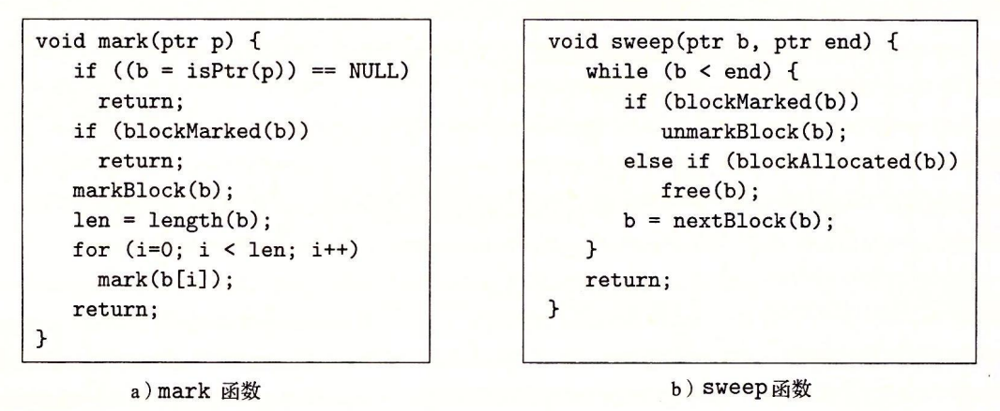 void mark(ptr p) {
   if ((b = isPtr(p)) == NULL)
     return;
   if (blockMarked(b))
     return;
   markBlock(b);
   len = length(b);
   for (i=0; i < len; i++)
     mark(b[i]);
   return;
}
a) mark 函数
void sweep(ptr b, ptr end) {
   while (b < end) {
      if (blockMarked(b))
         unmarkBlock(b);
      else if (blockAllocated(b))
         free(b);
      b = nextBlock(b);
   }
   return;
}
b) sweep函数